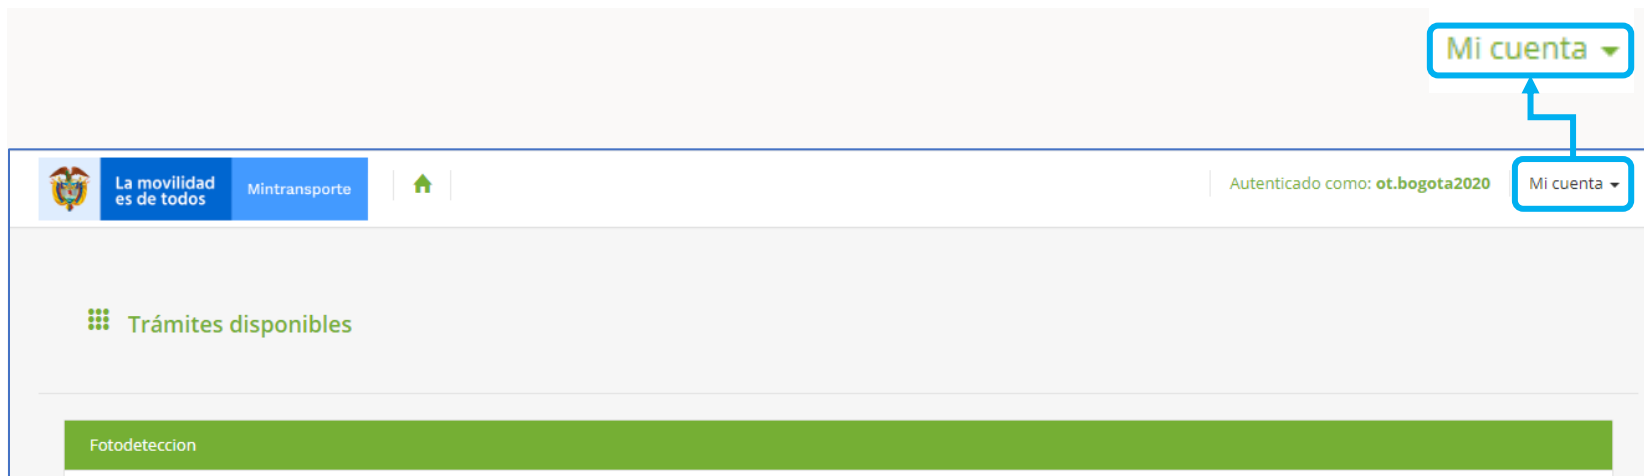 Mi cuenta
La movilidad
es de todos
Mintransporte
Autenticado como: ot.bogota2020
Mi cuenta
Trámites disponibles
Fotodeteccion